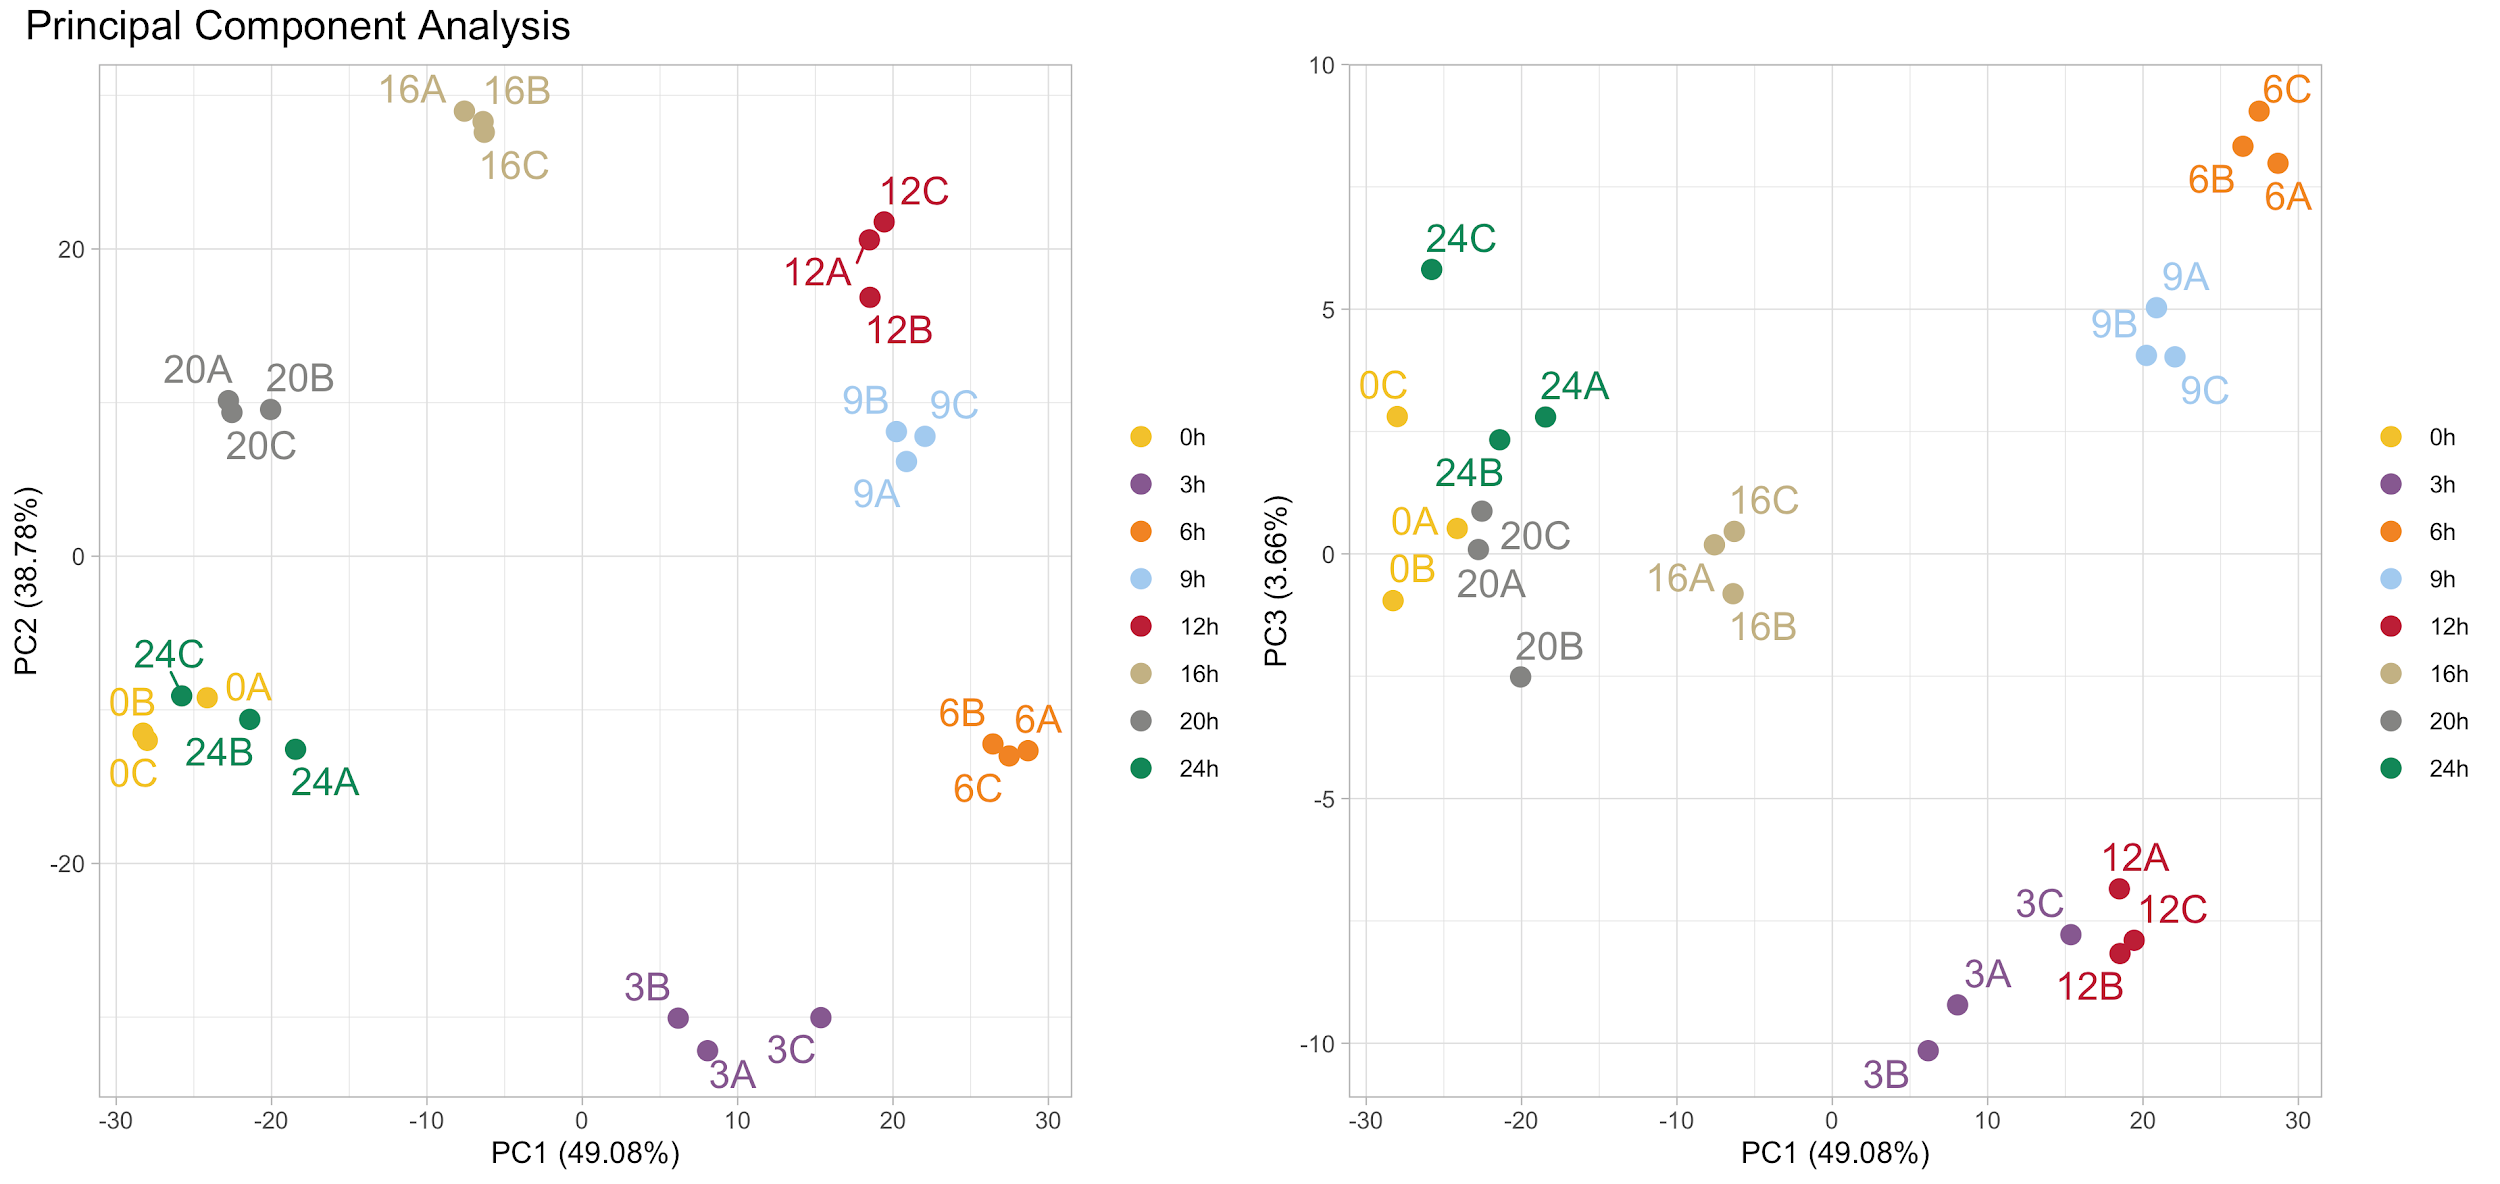 Principal Component Analysis
16A
16B
16C
12C
12A
12B
20A
20B
20C
9B
9C
9A
24C
0A
0B
24B
0C
24A
6B
6A
6C
3B
3A
3C
20
0
-20
-30
-20
-10
0
10
20
30
PC1 (49.08%)
PC2 (38.78%)
0h
3h
6h
9h
12h
16h
20h
24h
6C
6B
6A
24C
9A
9B
9C
0C
24A
24B
16C
0A
20C
0B
20A
16A
16B
20B
12A
3C
12C
3A
12B
3B
10
5
0
-5
-10
-30
-20
-10
0
10
20
30
PC1 (49.08%)
PC3 (3.66%)
0h
3h
6h
9h
12h
16h
20h
24h